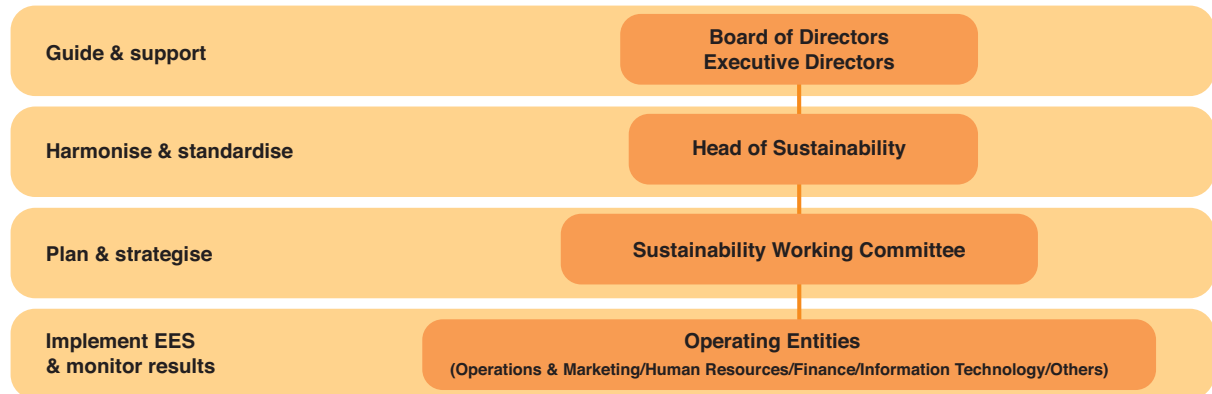 Guide & support
Board of Directors
Executive Directors
Harmonise & standardise
Head of Sustainability
Plan & strategise
Sustainability Working Committee
Implement EES
& monitor results
Operating Entities
(Operations & Marketing/Human Resources/Finance/Information Technology/Others)